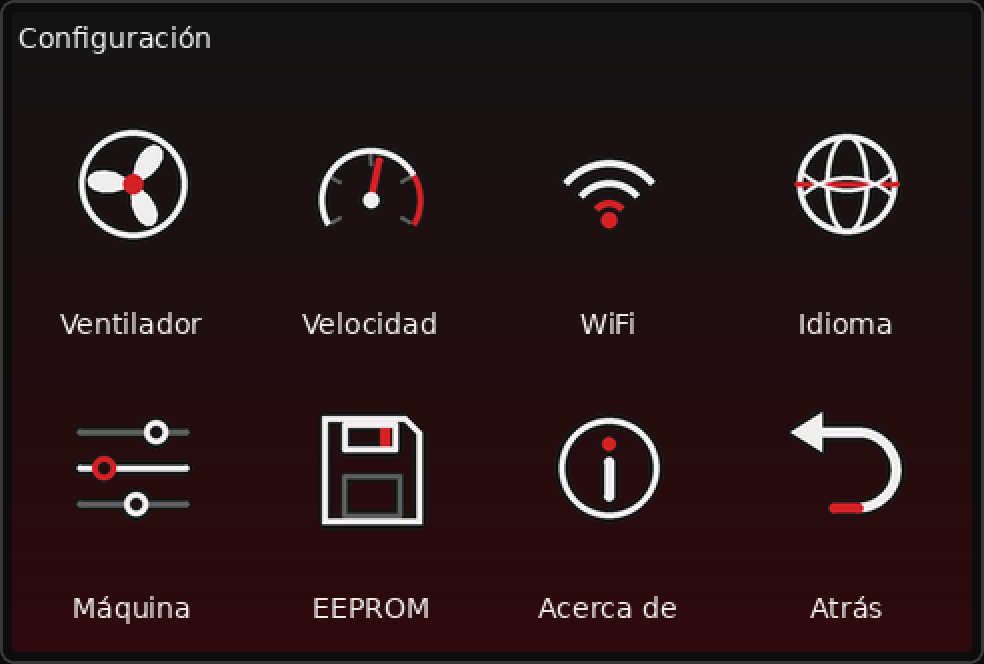 Configuración
Ventilador
Velocidad
WiFi
Idioma
Máquina
EEPROM
Acerca de
Atrás